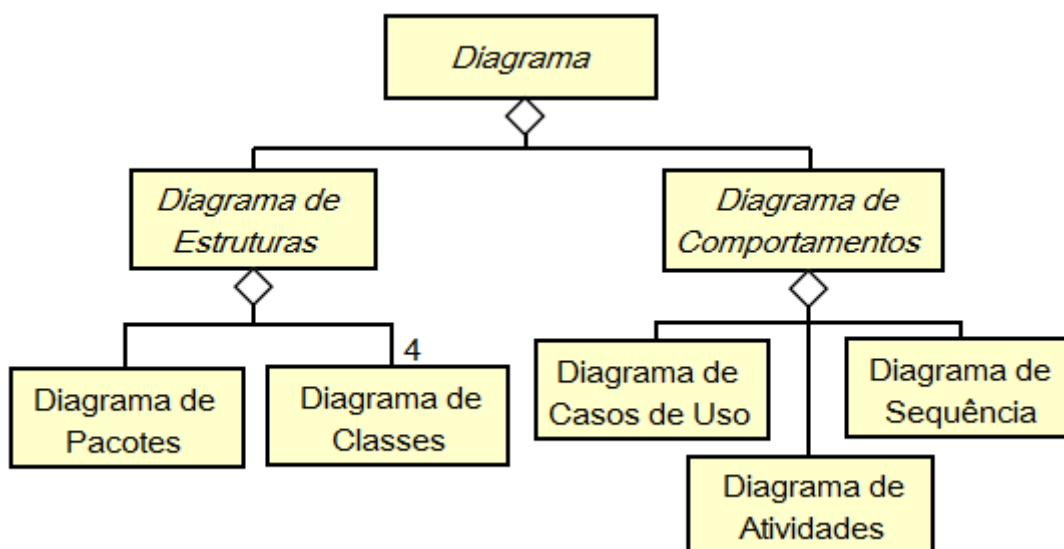 Diagrama
Diagrama de
Estruturas
Diagrama de
Comportamentos
4
Diagrama de
Pacotes
Diagrama de
Classes
Diagrama de
Casos de Uso
Diagrama de
Sequência
Diagrama de
Atividades